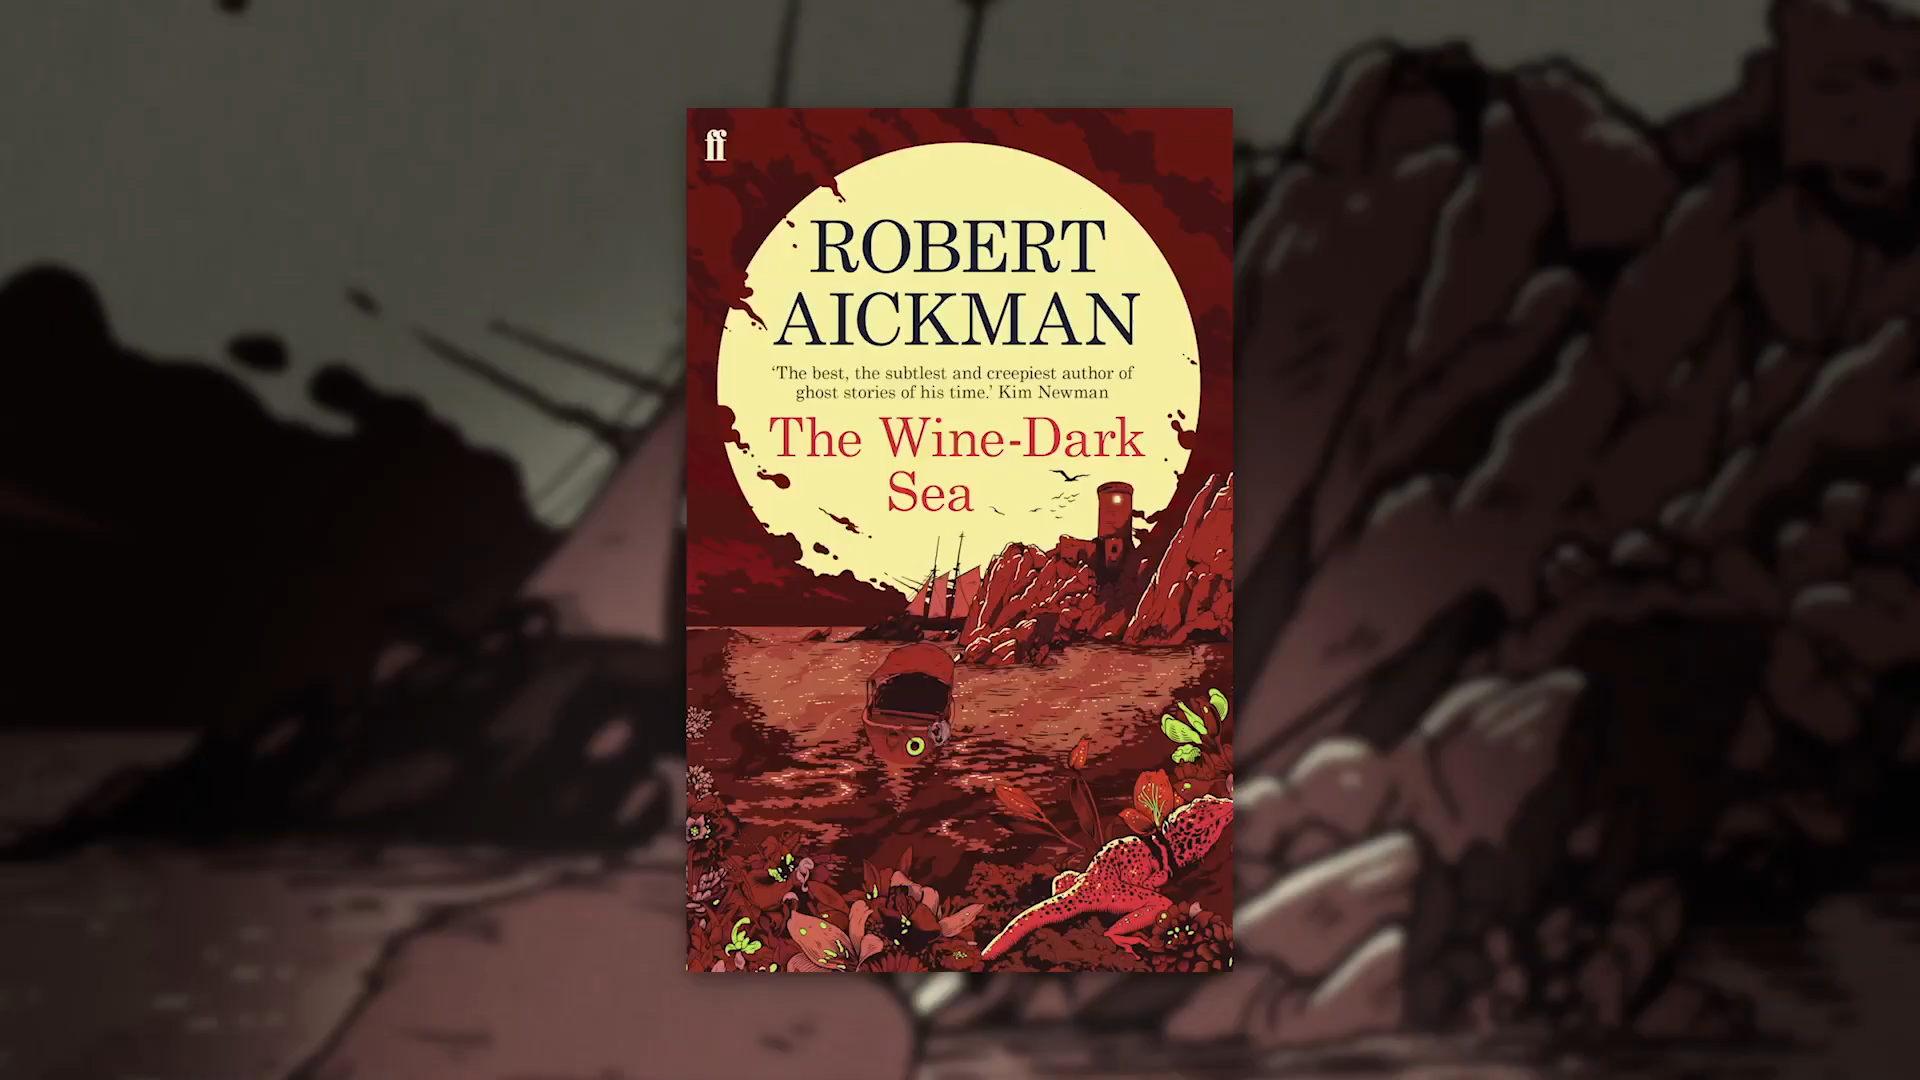 ff
ROBERT
AICKMAN
‘The best, the subtlest and creepiest author of
ghost stories of his time.’ Kim Newman
The Wine-Dark
Sea